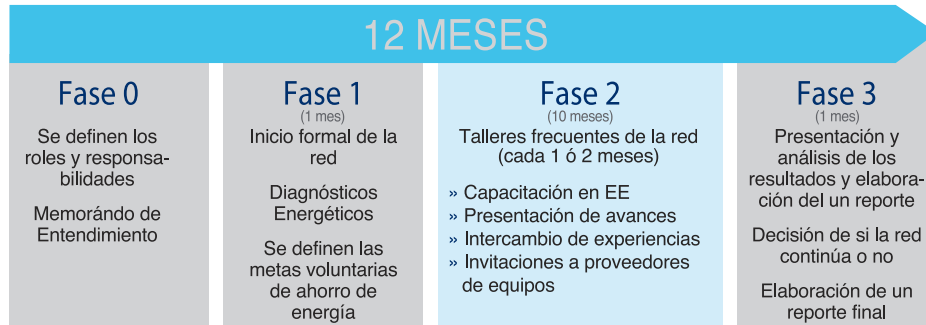 12 MESES
Fase 0
Se definen los
roles y responsa-
bilidades
Memorándo de
Entendimiento
Fase 1
(1 mes)
Inicio formal de la
red
Diagnósticos
Energéticos
Se definen las
metas voluntarias
de ahorro de
energía
Fase 2
(10 meses)
Talleres frecuentes de la red
(cada 1 ó 2 meses)
» Capacitación en EE
» Presentación de avances
» Intercambio de experiencias
» Invitaciones a proveedores
de equipos
Fase 3
(1 mes)
Presentación y
análisis de los
resultados y elabora-
ción del un reporte
Decisión de si la red
continúa o no
Elaboración de un
reporte final